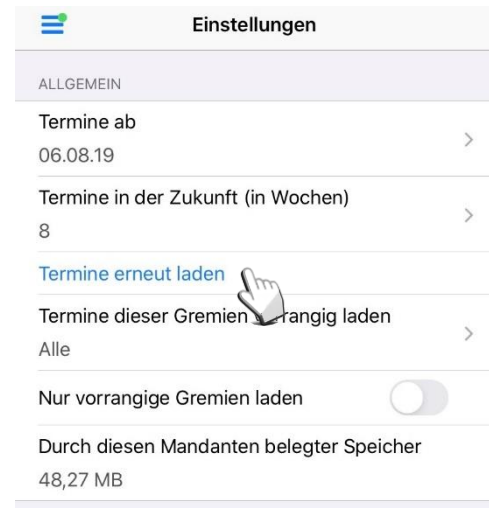 Einstellungen
ALLGEMEIN
Termine ab
06.08.19
Termine in der Zukunft (in Wochen)
8
Termine erneut laden
Termine dieser Gremien rangig laden
Alle
Nur vorrangige Gremien laden
Durch diesen Mandanten belegter Speicher
48,27 MB